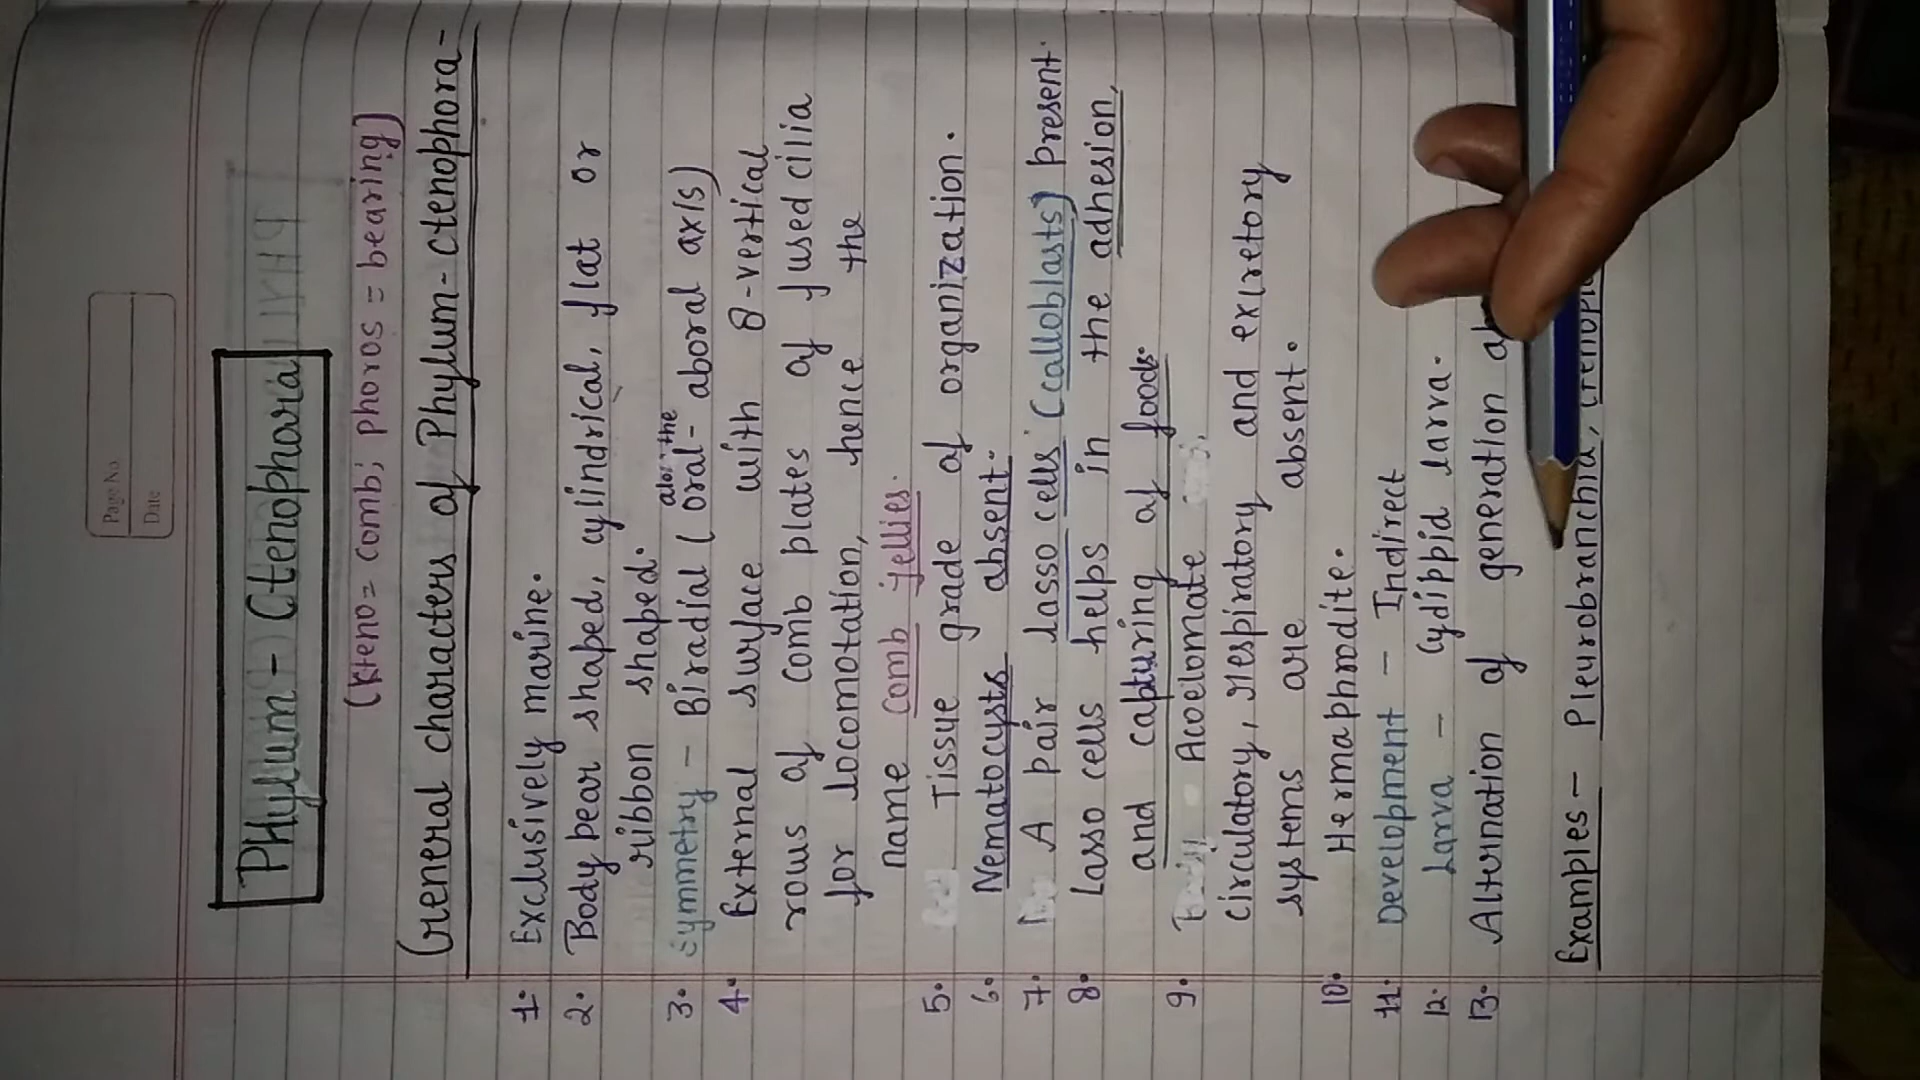 Page No
Date
PHylum - Ctenophora
(Kteno = comb; phoros = bearing)
General characters of Phylum - Ctenophora -
1. Exclusively marine.
2. Body bear shaped, cylindrical, flat or
ribbon shaped.
3. Symmetry - Biradial (along the oral - aboral axis)
4. External surface with 8 - vertical
rows of comb plates of fused cilia
for locomotation, hence the
name comb jellies.
5. Tissue grade of organization.
6. Nematocysts absent.
7. A pair lasso cells (calloblasts) present.
8. Lasso cells helps in the adhesion,
and capturing of foods.
9. Acoelomate
circulatory, respiratory and excretory
systems are absent.
10. Hermaphrodite.
11. Development - Indirect
12. Larva - Cydippid larva.
13. Alternation of generation
Examples - Pleurobranchia,